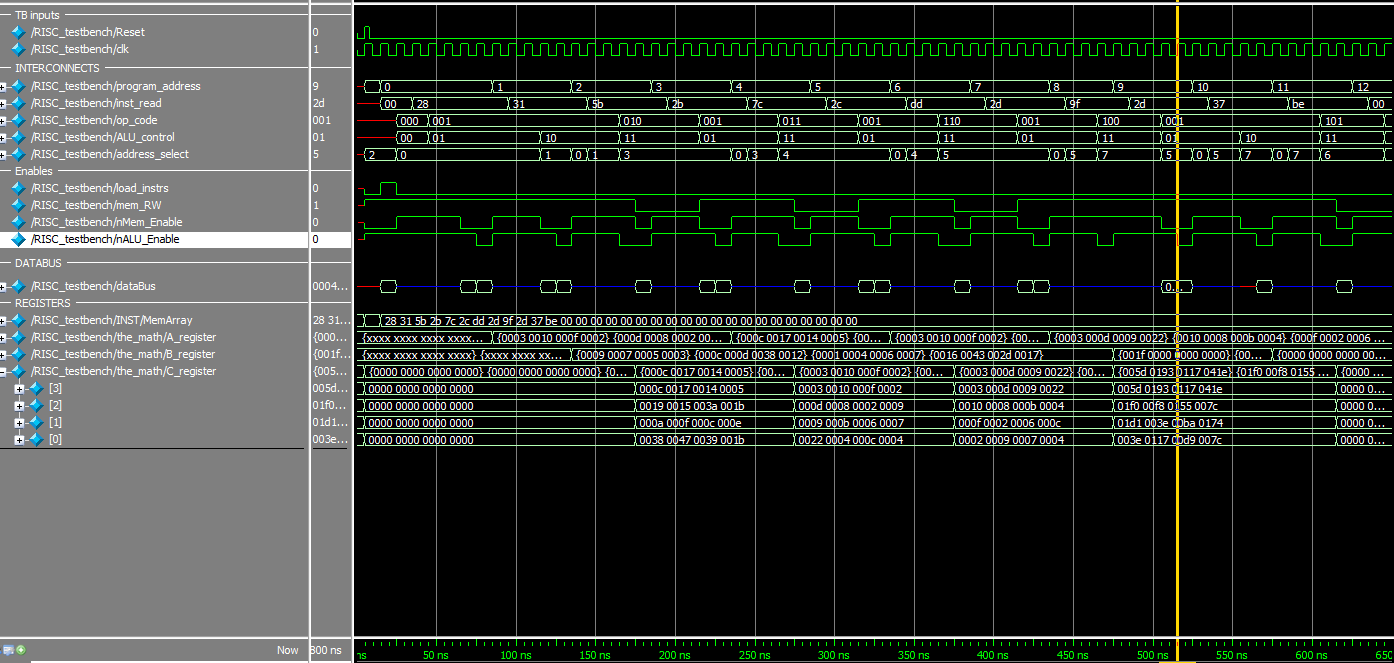 TB inputs
/RISC_testbench/Reset 0
/RISC_testbench/clk 1
INTERCONNECTS
/RISC_testbench/program_address 9 0 1 2 3 4 5 6 7 8 9 10 11 12
/RISC_testbench/inst_read 2d 00 28 31 5b 2b 7c 2c dd 2d 9f 2d 37 be 00
/RISC_testbench/op_code 001 000 001 010 001 011 001 110 001 100 001 101
/RISC_testbench/ALU_control 01 00 01 10 11 01 11 01 11 01 11 01 10 11
/RISC_testbench/address_select 5 2 0 1 0 1 3 0 3 4 0 4 5 0 5 7 5 0 5 7 0 7 6
Enables
/RISC_testbench/load_instrs 0
/RISC_testbench/mem_RW 1
/RISC_testbench/nMem_Enable 0
/RISC_testbench/nALU_Enable 0
DATABUS
/RISC_testbench/dataBus 0004... 0...
REGISTERS
/RISC_testbench/INST/MemArray 28 31... 28 31 5b 2b 7c 2c dd 2d 9f 2d 37 be 00 00 00 00 00 00 00 00 00 00 00 00 00 00 00 00 00 00 00 00
/RISC_testbench/the_math/A_register {000... {xxxx xxxx xxxx xxxx... {0003 0010 000f 0002} {000d 0008 0002 00... {000c 0017 0014 0005} {00... {0003 0010 000f 0002} {00... {0003 000d 0009 0022} {0010 0008 000b 0004} {000f 0002 0006 ...
/RISC_testbench/the_math/B_register {001f... {xxxx xxxx xxxx xxxx} {xxxx xxxx xx... {0009 0007 0005 0003} {000c 000d 0038 0012} {0001 0004 0006 0007} {0016 0043 002d 0017} {001f 0000 0000 0000} {00... {0000 0000 0000 00...
/RISC_testbench/the_math/C_register {005... {0000 0000 0000 0000} {0000 0000 0000 0000} {0... {000c 0017 0014 0005} {00... {0003 0010 000f 0002} {00... {0003 000d 0009 0022} {00... {005d 0193 0117 041e} {01f0 00f8 0155 ... {0000 ...
[3] 005d... 0000 0000 0000 0000 000c 0017 0014 0005 0003 0010 000f 0002 0003 000d 0009 0022 005d 0193 0117 041e 0000 0...
[2] 01f0... 0000 0000 0000 0000 0019 0015 003a 001b 000d 0008 0002 0009 0010 0008 000b 0004 01f0 00f8 0155 007c 0000 0...
[1] 01d1... 0000 0000 0000 0000 000a 000f 000c 000e 0009 000b 0006 0007 000f 0002 0006 000c 01d1 003e 00ba 0174 0000 0...
[0] 003e... 0000 0000 0000 0000 0038 0047 0039 001b 0022 0004 000c 0004 0002 0009 0007 0004 003e 0117 00d9 007c 0000 0...
Now 800 ns ns 50 ns 100 ns 150 ns 200 ns 250 ns 300 ns 350 ns 400 ns 450 ns 500 ns 550 ns 600 ns 650